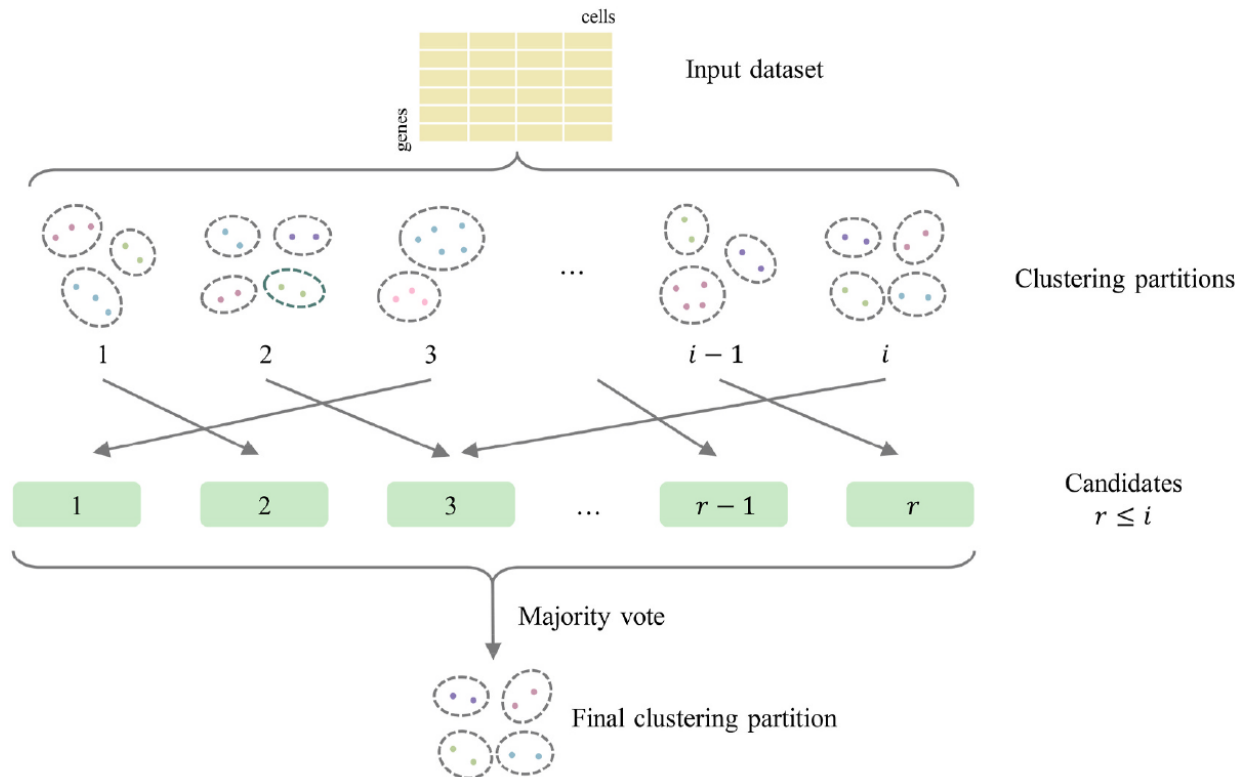 cells
Input dataset
genes
...
Clustering partitions
1 2 3 i − 1 i
1 2 3 ... r − 1 r
Candidates
r ≤ i
Majority vote
Final clustering partition